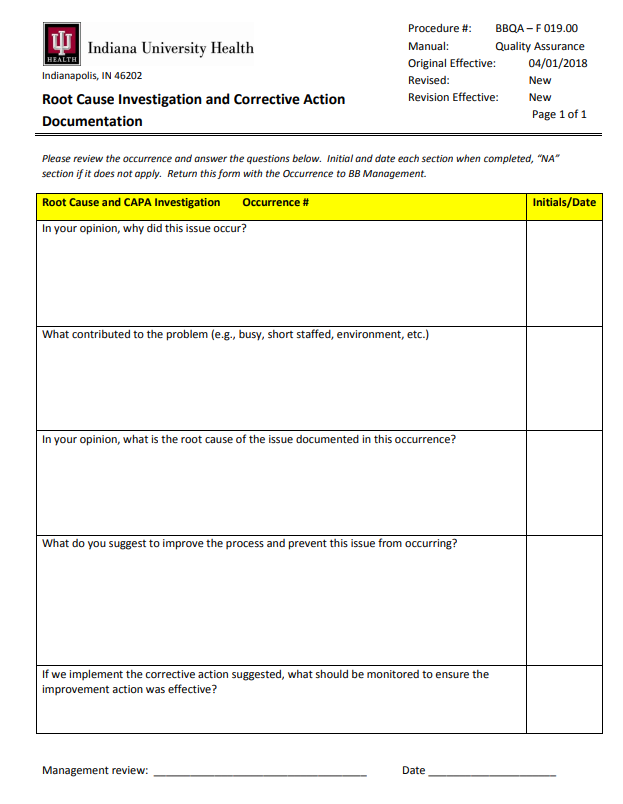 IU
HEALTH
Indiana University Health
Indianapolis, IN 46202
Root Cause Investigation and Corrective Action
Documentation
Procedure #: BBQA – F 019.00
Manual: Quality Assurance
Original Effective: 04/01/2018
Revised: New
Revision Effective: New
Page 1 of 1
Please review the occurrence and answer the questions below.  Initial and date each section when completed, “NA”
section if it does not apply.  Return this form with the Occurrence to BB Management.
Root Cause and CAPA Investigation Occurrence # Initials/Date
In your opinion, why did this issue occur?
What contributed to the problem (e.g., busy, short staffed, environment, etc.)
In your opinion, what is the root cause of the issue documented in this occurrence?
What do you suggest to improve the process and prevent this issue from occurring?
If we implement the corrective action suggested, what should be monitored to ensure the
improvement action was effective?
Management review: __________________________________ Date ____________________